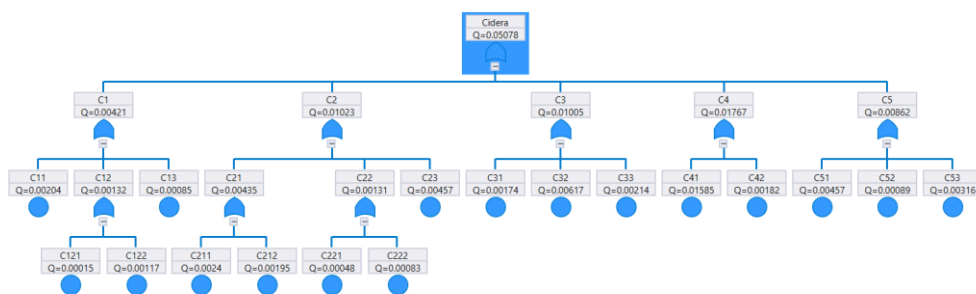 Cidera
Q=0.05078
C1
Q=0.00421
C2
Q=0.01023
C3
Q=0.01005
C4
Q=0.01767
C5
Q=0.00862
C11
Q=0.00204
C12
Q=0.00132
C13
Q=0.00085
C21
Q=0.00435
C22
Q=0.00131
C23
Q=0.00457
C31
Q=0.00174
C32
Q=0.00617
C33
Q=0.00214
C41
Q=0.01585
C42
Q=0.00182
C51
Q=0.00457
C52
Q=0.00089
C53
Q=0.00316
C121
Q=0.00015
C122
Q=0.00117
C211
Q=0.0024
C212
Q=0.00195
C221
Q=0.00048
C222
Q=0.00083